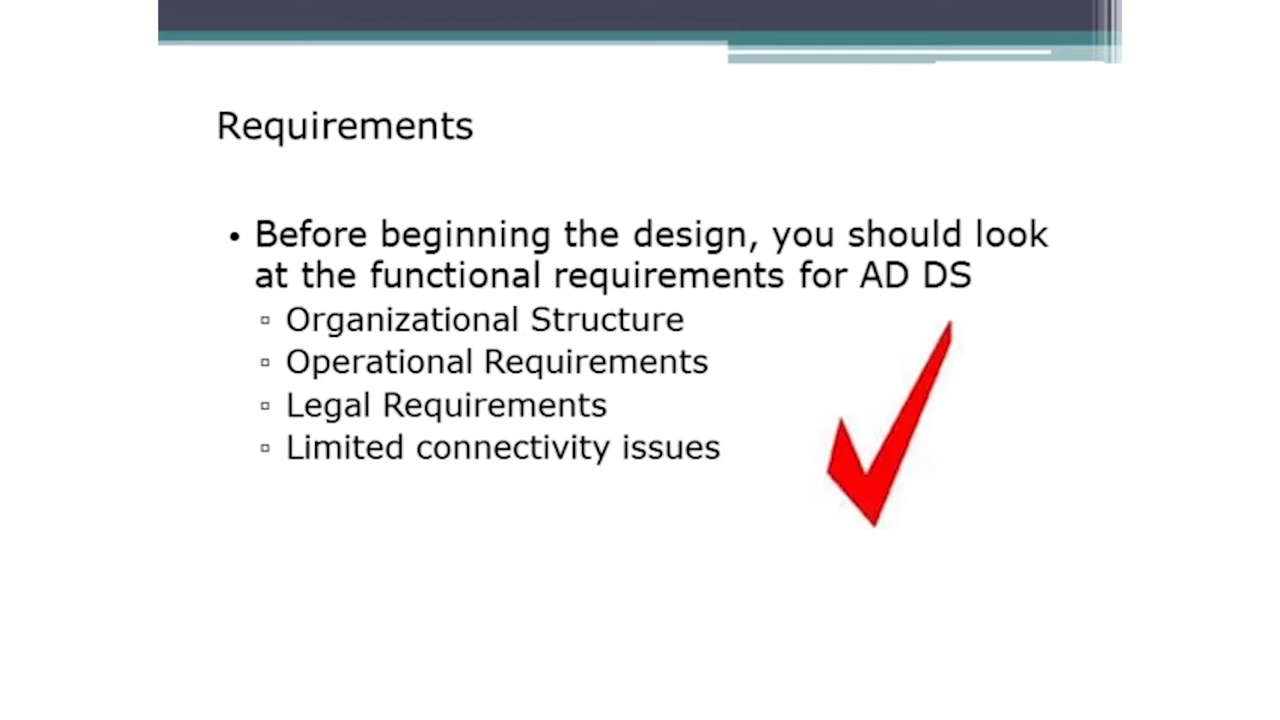 Requirements
• Before beginning the design, you should look
at the functional requirements for AD DS
▫ Organizational Structure
▫ Operational Requirements
▫ Legal Requirements
▫ Limited connectivity issues